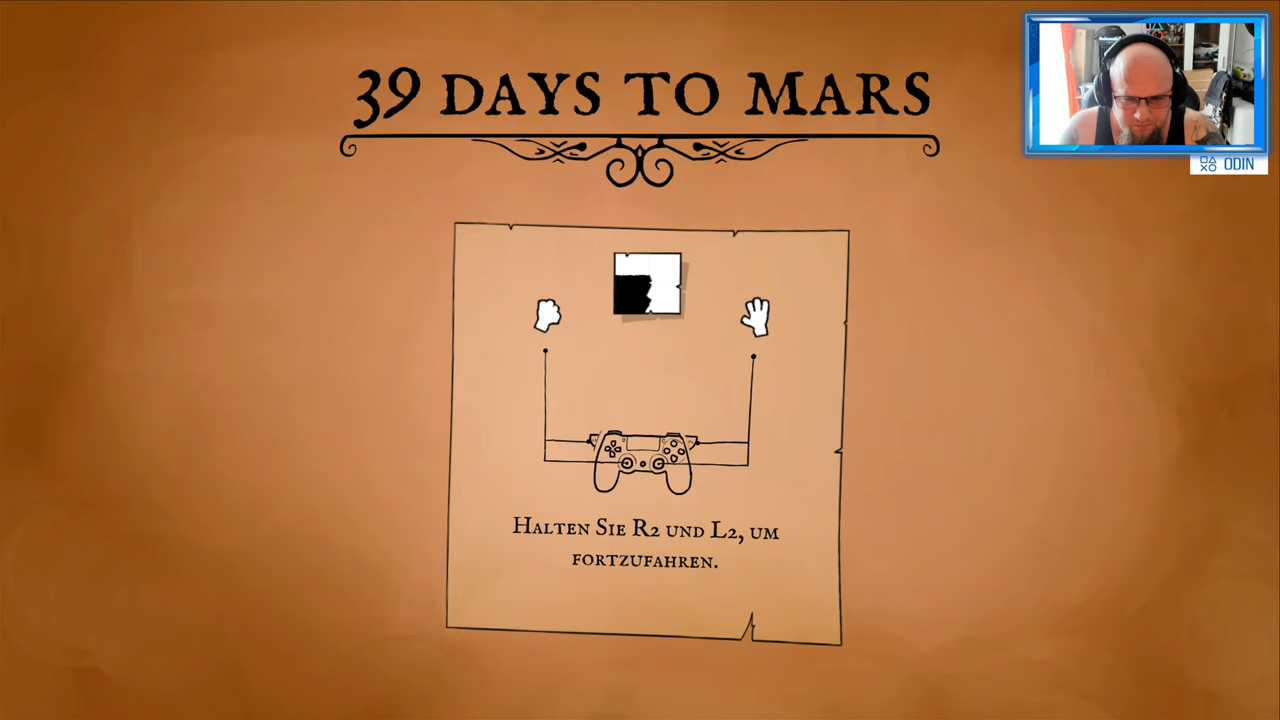 39 DAYS TO MARS
ODIN
HALTEN SIE R2 UND L2, UM
FORTZUFAHREN.